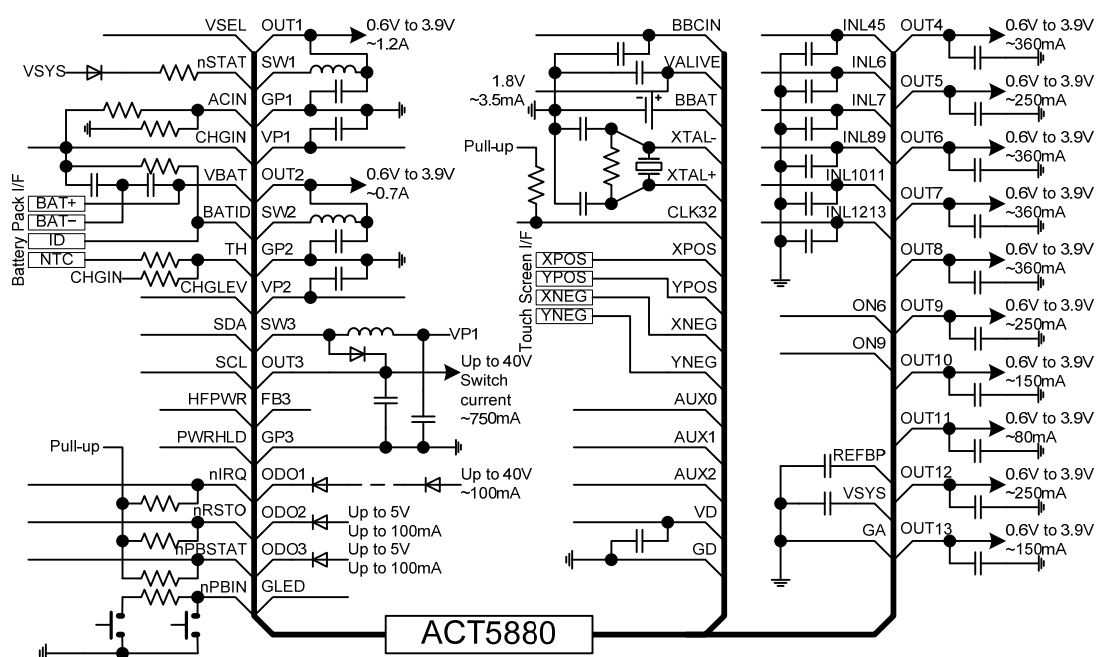 VSEL
OUT1
0.6V to 3.9V
~1.2A
VSYS
nSTAT
SW1
ACIN
GP1
CHGIN
VP1
VBAT
OUT2
0.6V to 3.9V
~0.7A
Battery Pack I/F
BAT+
BAT−
ID
NTC
BATID
SW2
TH
GP2
CHGIN
CHGLEV
VP2
SDA
SW3
VP1
SCL
OUT3
Up to 40V
Switch
current
~750mA
HFPWR
FB3
Pull-up
PWRHLD
GP3
nIRQ
ODO1
Up to 40V
~100mA
nRSTO
ODO2
Up to 5V
Up to 100mA
nPBSTAT
ODO3
Up to 5V
Up to 100mA
nPBIN
GLED
ACT5880
BBCIN
VALIVE
1.8V
~3.5mA
- +
BBAT
Pull-up
XTAL-
XTAL+
CLK32
Touch Screen I/F
XPOS
YPOS
XNEG
YNEG
XPOS
YPOS
XNEG
YNEG
AUX0
AUX1
AUX2
VD
GD
INL45
INL6
INL7
INL89
INL1011
INL1213
ON6
ON9
REFBP
VSYS
GA
OUT4
0.6V to 3.9V
~360mA
OUT5
0.6V to 3.9V
~250mA
OUT6
0.6V to 3.9V
~360mA
OUT7
0.6V to 3.9V
~360mA
OUT8
0.6V to 3.9V
~360mA
OUT9
0.6V to 3.9V
~250mA
OUT10
0.6V to 3.9V
~150mA
OUT11
0.6V to 3.9V
~80mA
OUT12
0.6V to 3.9V
~250mA
OUT13
0.6V to 3.9V
~150mA